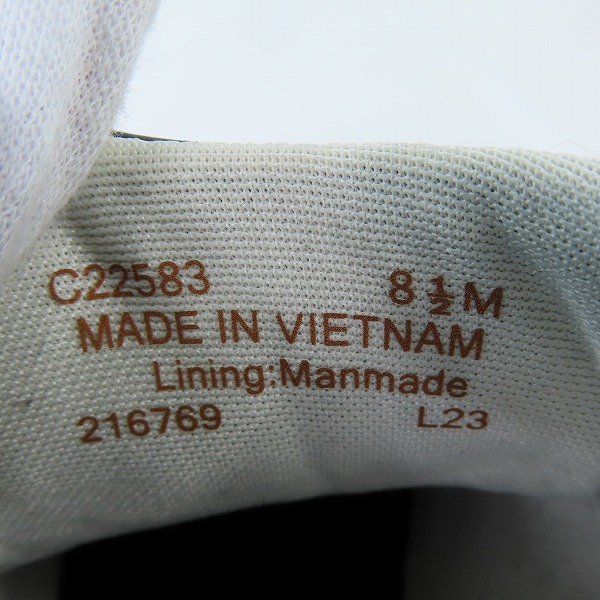 C22583 8 ½ M
MADE IN VIETNAM
Lining:Manmade
216769 L23